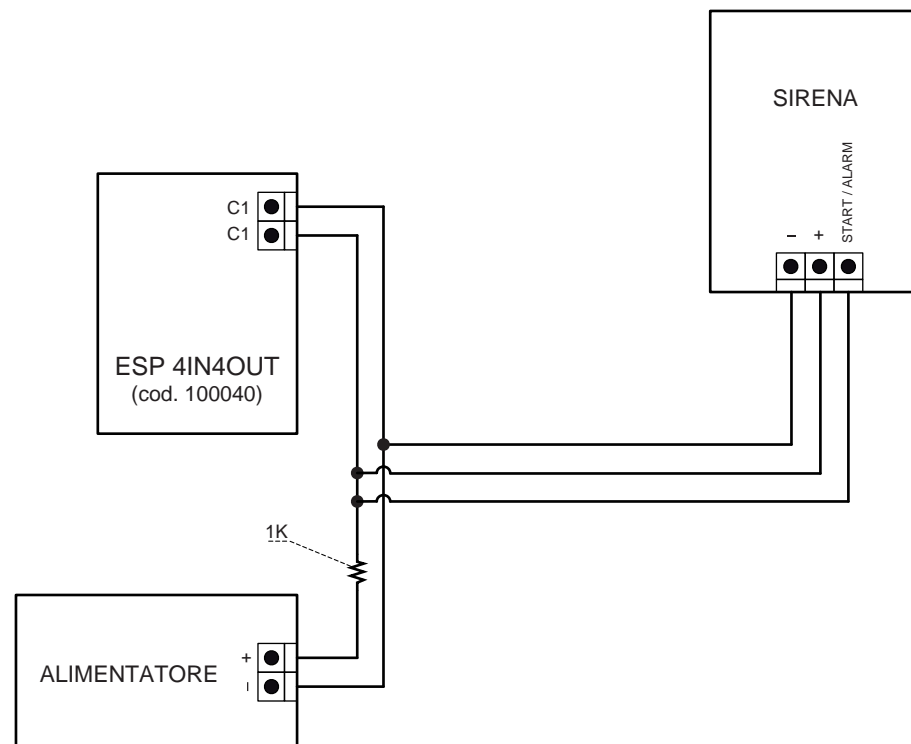 SIRENA
START / ALARM
– +
C1
C1
ESP 4IN4OUT
(cod. 100040)
1K
ALIMENTATORE
+
–